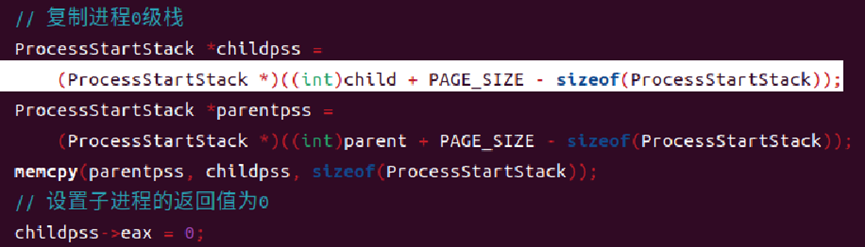 // 复制进程0级栈
ProcessStartStack *childpss =
    (ProcessStartStack *)((int)child + PAGE_SIZE - sizeof(ProcessStartStack));
ProcessStartStack *parentpss =
    (ProcessStartStack *)((int)parent + PAGE_SIZE - sizeof(ProcessStartStack));
memcpy(parentpss, childpss, sizeof(ProcessStartStack));
// 设置子进程的返回值为0
childpss->eax = 0;